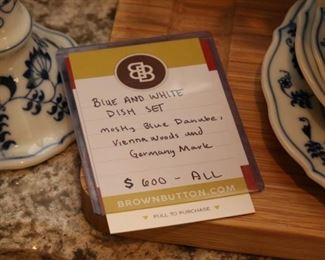 BB
BLUE AND WHITE
DISH SET
mostly Blue Danube,
Vienna Woods and
Germany Mark
$ 600 - ALL
BROWNBUTTON.COM
PULL TO PURCHASE